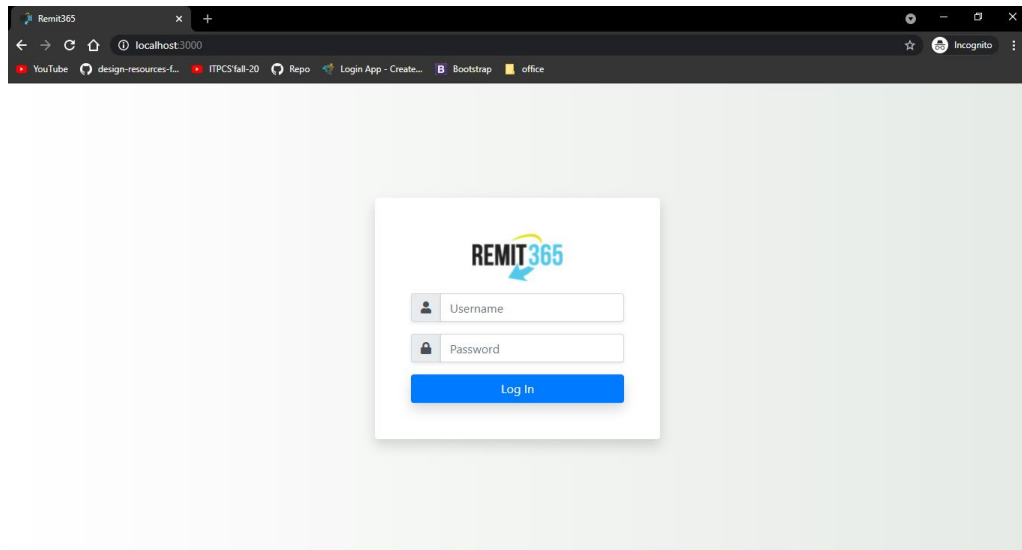 Remit365
localhost:3000
Incognito
YouTube
design-resources-f...
ITPCS'fall-20
Repo
Login App - Create...
B Bootstrap
office
REMIT365
Username
Password
Log In